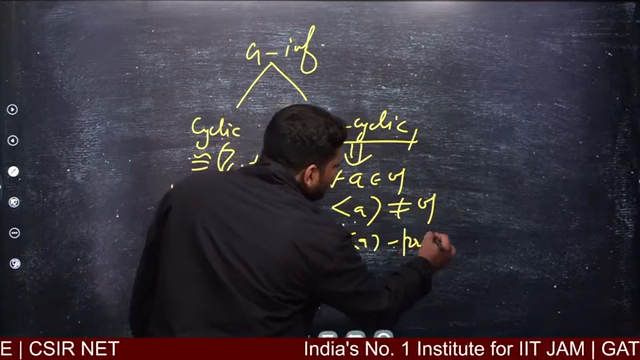 G - inf
Cyclic
-cyclic,
≅ (Z
a ∈ G
<a> ≠ G
E | CSIR NET India's No. 1 Institute for IIT JAM | GAT